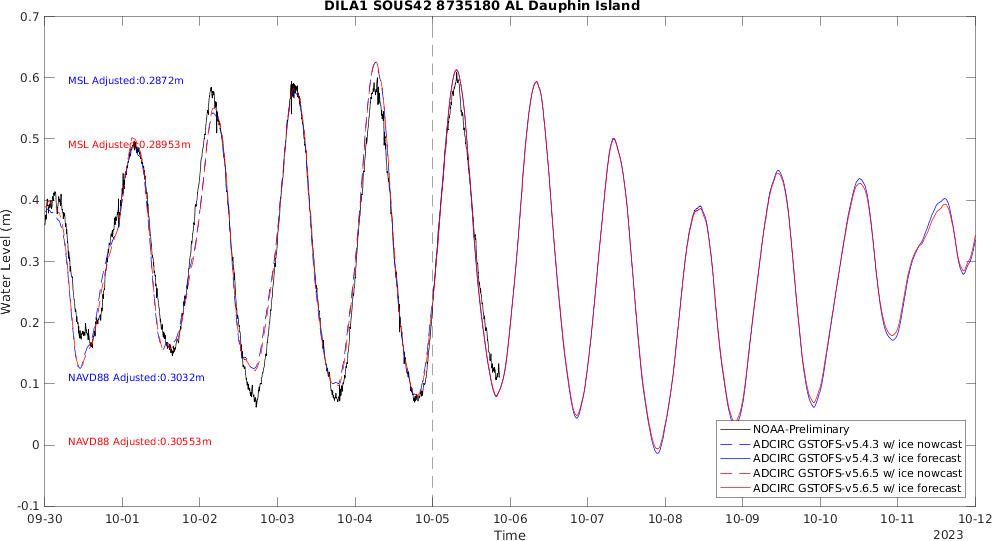 DILA1 SOUS42 8735180 AL Dauphin Island
0.7
0.6
0.5
0.4
0.3
0.2
0.1
0
-0.1
Water Level (m)
MSL Adjusted:0.2872m
MSL Adjusted:0.28953m
NAVD88 Adjusted:0.3032m
NAVD88 Adjusted:0.30553m
NOAA-Preliminary
ADCIRC GSTOFS-v5.4.3 w/ ice nowcast
ADCIRC GSTOFS-v5.4.3 w/ ice forecast
ADCIRC GSTOFS-v5.6.5 w/ ice nowcast
ADCIRC GSTOFS-v5.6.5 w/ ice forecast
09-30 10-01 10-02 10-03 10-04 10-05 10-06 10-07 10-08 10-09 10-10 10-11 10-12
Time
2023